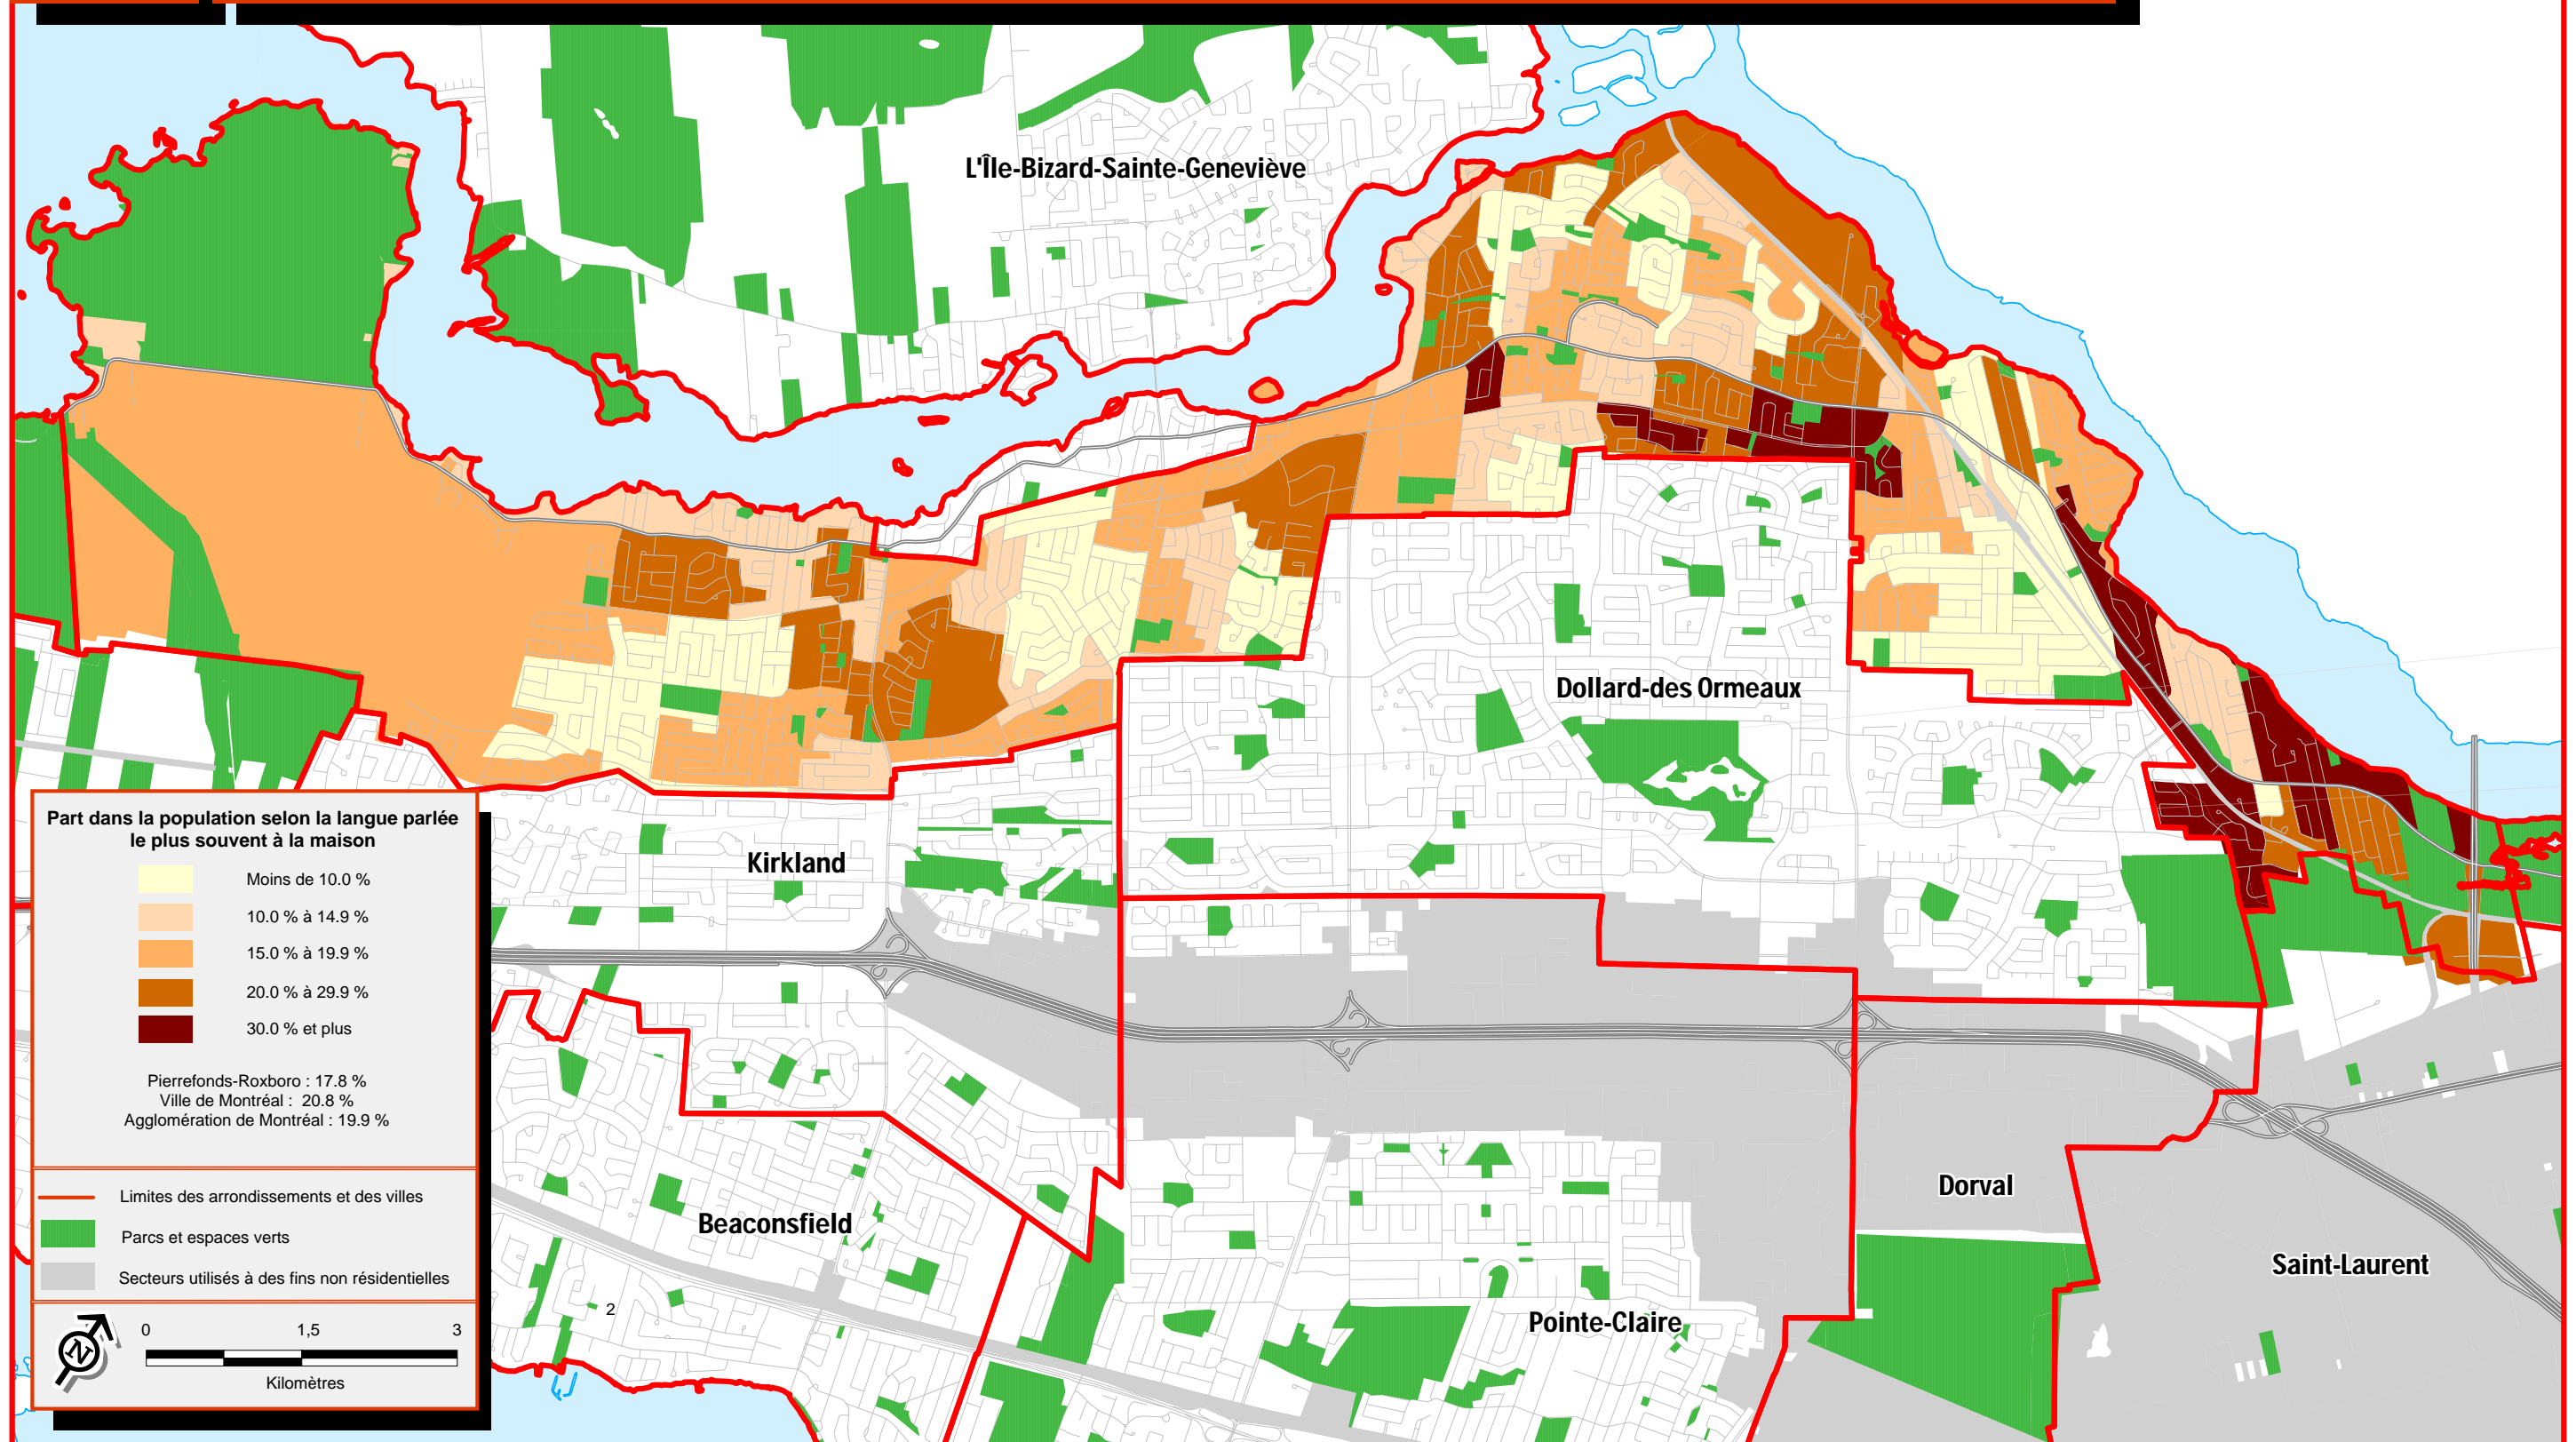 L'Île-Bizard-Sainte-Geneviève
Dollard-des Ormeaux
Kirkland
Beaconsfield
Pointe-Claire
Dorval
Saint-Laurent
2
Part dans la population selon la langue parlée
le plus souvent à la maison
Moins de 10.0 %
10.0 % à 14.9 %
15.0 % à 19.9 %
20.0 % à 29.9 %
30.0 % et plus
Pierrefonds-Roxboro : 17.8 %
Ville de Montréal : 20.8 %
Agglomération de Montréal : 19.9 %
Limites des arrondissements et des villes
Parcs et espaces verts
Secteurs utilisés à des fins non résidentielles
N
0 1,5 3
Kilomètres